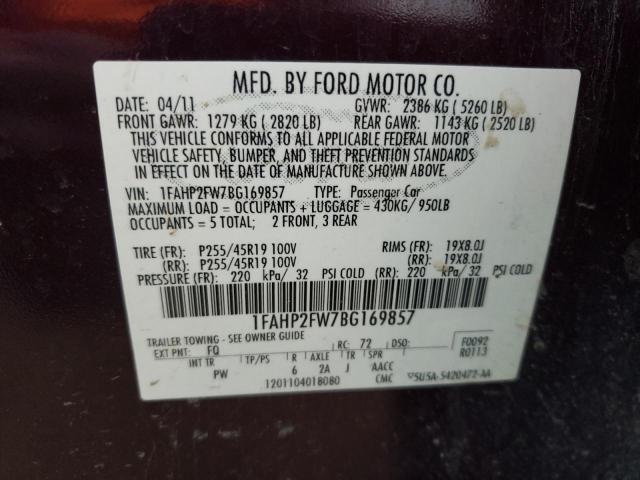 MFD. BY FORD MOTOR CO.
DATE: 04/11 GVWR: 2386 KG ( 5260 LB)
FRONT GAWR: 1279 KG ( 2820 LB) REAR GAWR: 1143 KG ( 2520 LB)
THIS VEHICLE CONFORMS TO ALL APPLICABLE FEDERAL MOTOR
VEHICLE SAFETY, BUMPER, AND THEFT PREVENTION STANDARDS
IN EFFECT ON THE DATE OF MANUFACTURE SHOWN ABOVE.
VIN: 1FAHP2FW7BG169857 TYPE: Passenger Car
MAXIMUM LOAD = OCCUPANTS + LUGGAGE = 430KG/ 950LB
OCCUPANTS = 5 TOTAL; 2 FRONT, 3 REAR
TIRE (FR): P255/45R19 100V RIMS (FR): 19X8.0J
(RR): P255/45R19 100V (RR): 19X8.0J
PRESSURE (FR): 220 kPa/ 32 PSI COLD (RR): 220 kPa/ 32 PSI COLD
1FAHP2FW7BG169857
TRAILER TOWING - SEE OWNER GUIDE
EXT PNT: FQ RC: 72 DSO: F0092
INT TR TP/PS R AXLE TR SPR R0113
PW 6 2A J AACC
1201104018080 CMC 5U5A-5420472-AA